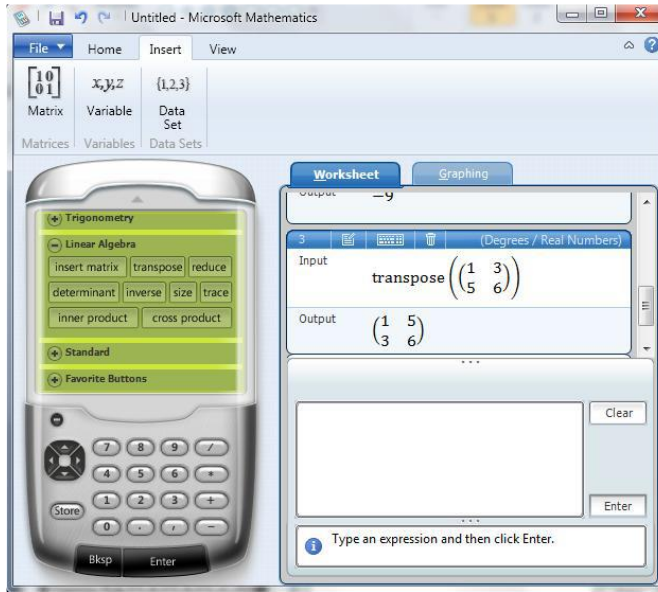 Untitled - Microsoft Mathematics
File Home Insert View
[1 0
0 1] x,y,z {1,2,3}
Matrix Variable Data Set
Matrices Variables Data Sets
Worksheet Graphing
Output -9
3 (Degrees / Real Numbers)
Input transpose((1 3
5 6))
Output (1 5
3 6)
Trigonometry
Linear Algebra
insert matrix transpose reduce
determinant inverse size trace
inner product cross product
Standard
Favorite Buttons
7 8 9 /
4 5 6 *
1 2 3 +
0 . , −
Store
Bksp Enter
Clear
Enter
Type an expression and then click Enter.